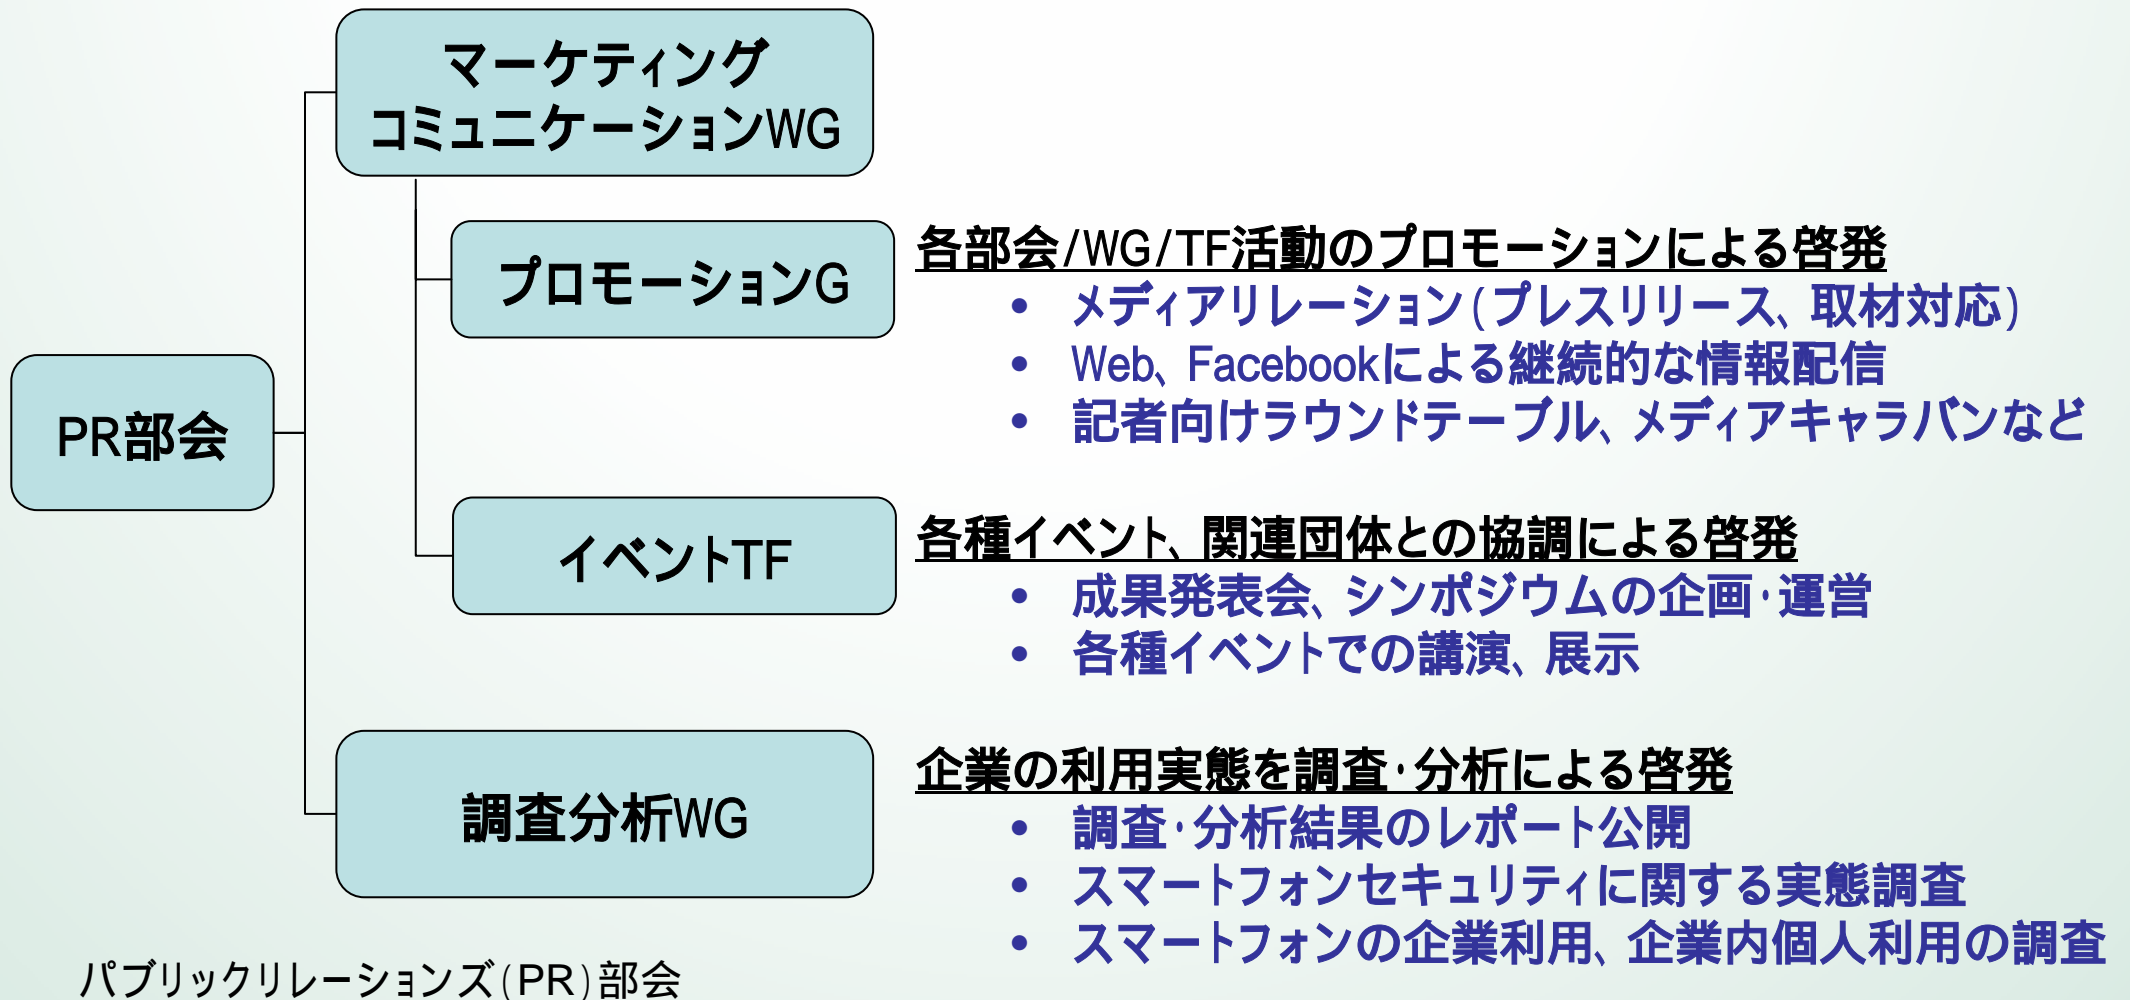 マーケティング
コミュニケーションWG
プロモーションG
各部会/WG/TF活動のプロモーションによる啓発
• メディアリレーション(プレスリリース、取材対応)
• Web、Facebookによる継続的な情報配信
• 記者向けラウンドテーブル、メディアキャラバンなど
PR部会
イベントTF
各種イベント、関連団体との協調による啓発
• 成果発表会、シンポジウムの企画・運営
• 各種イベントでの講演、展示
調査分析WG
企業の利用実態を調査・分析による啓発
• 調査・分析結果のレポート公開
• スマートフォンセキュリティに関する実態調査
• スマートフォンの企業利用、企業内個人利用の調査
パブリックリレーションズ(PR)部会